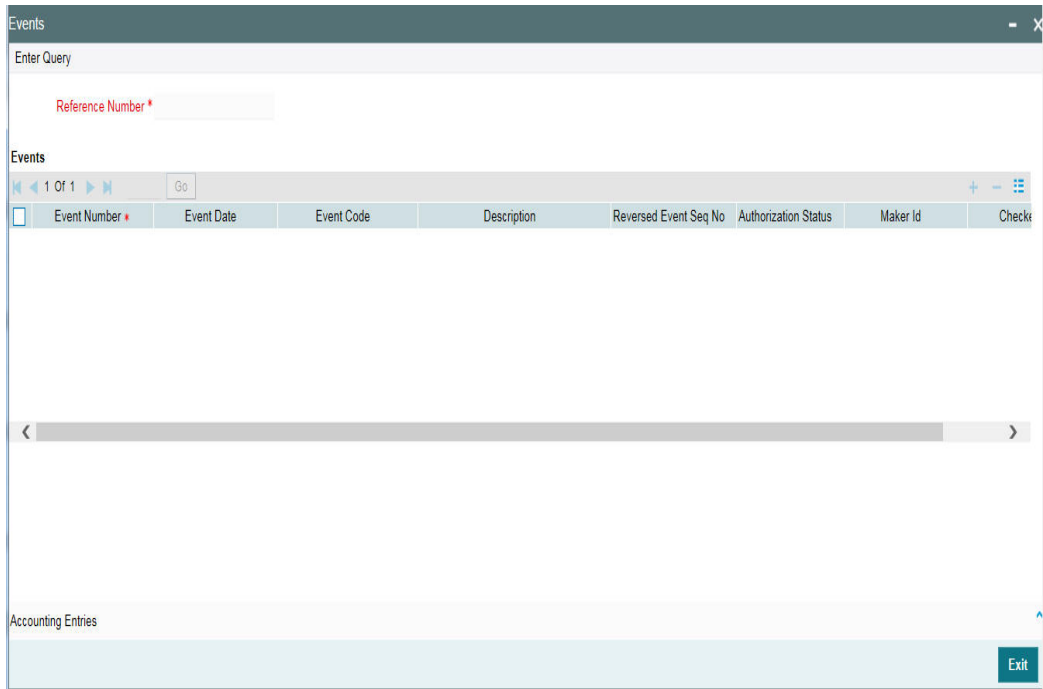 Events - X
Enter Query
Reference Number *
Events
1 Of 1 Go + -
Event Number * Event Date Event Code Description Reversed Event Seq No Authorization Status Maker Id Checke
Accounting Entries
Exit